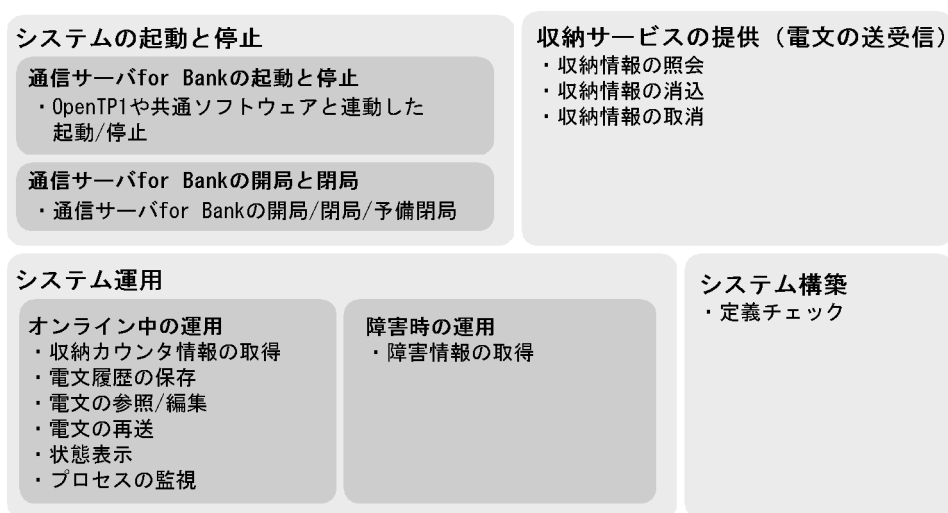 システムの起動と停止
通信サーバfor Bankの起動と停止
・OpenTP1や共通ソフトウェアと連動した
起動/停止
通信サーバfor Bankの開局と閉局
・通信サーバfor Bankの開局/閉局/予備閉局
収納サービスの提供（電文の送受信）
・収納情報の照会
・収納情報の消込
・収納情報の取消
システム運用
オンライン中の運用
・収納カウンタ情報の取得
・電文履歴の保存
・電文の参照/編集
・電文の再送
・状態表示
・プロセスの監視
障害時の運用
・障害情報の取得
システム構築
・定義チェック